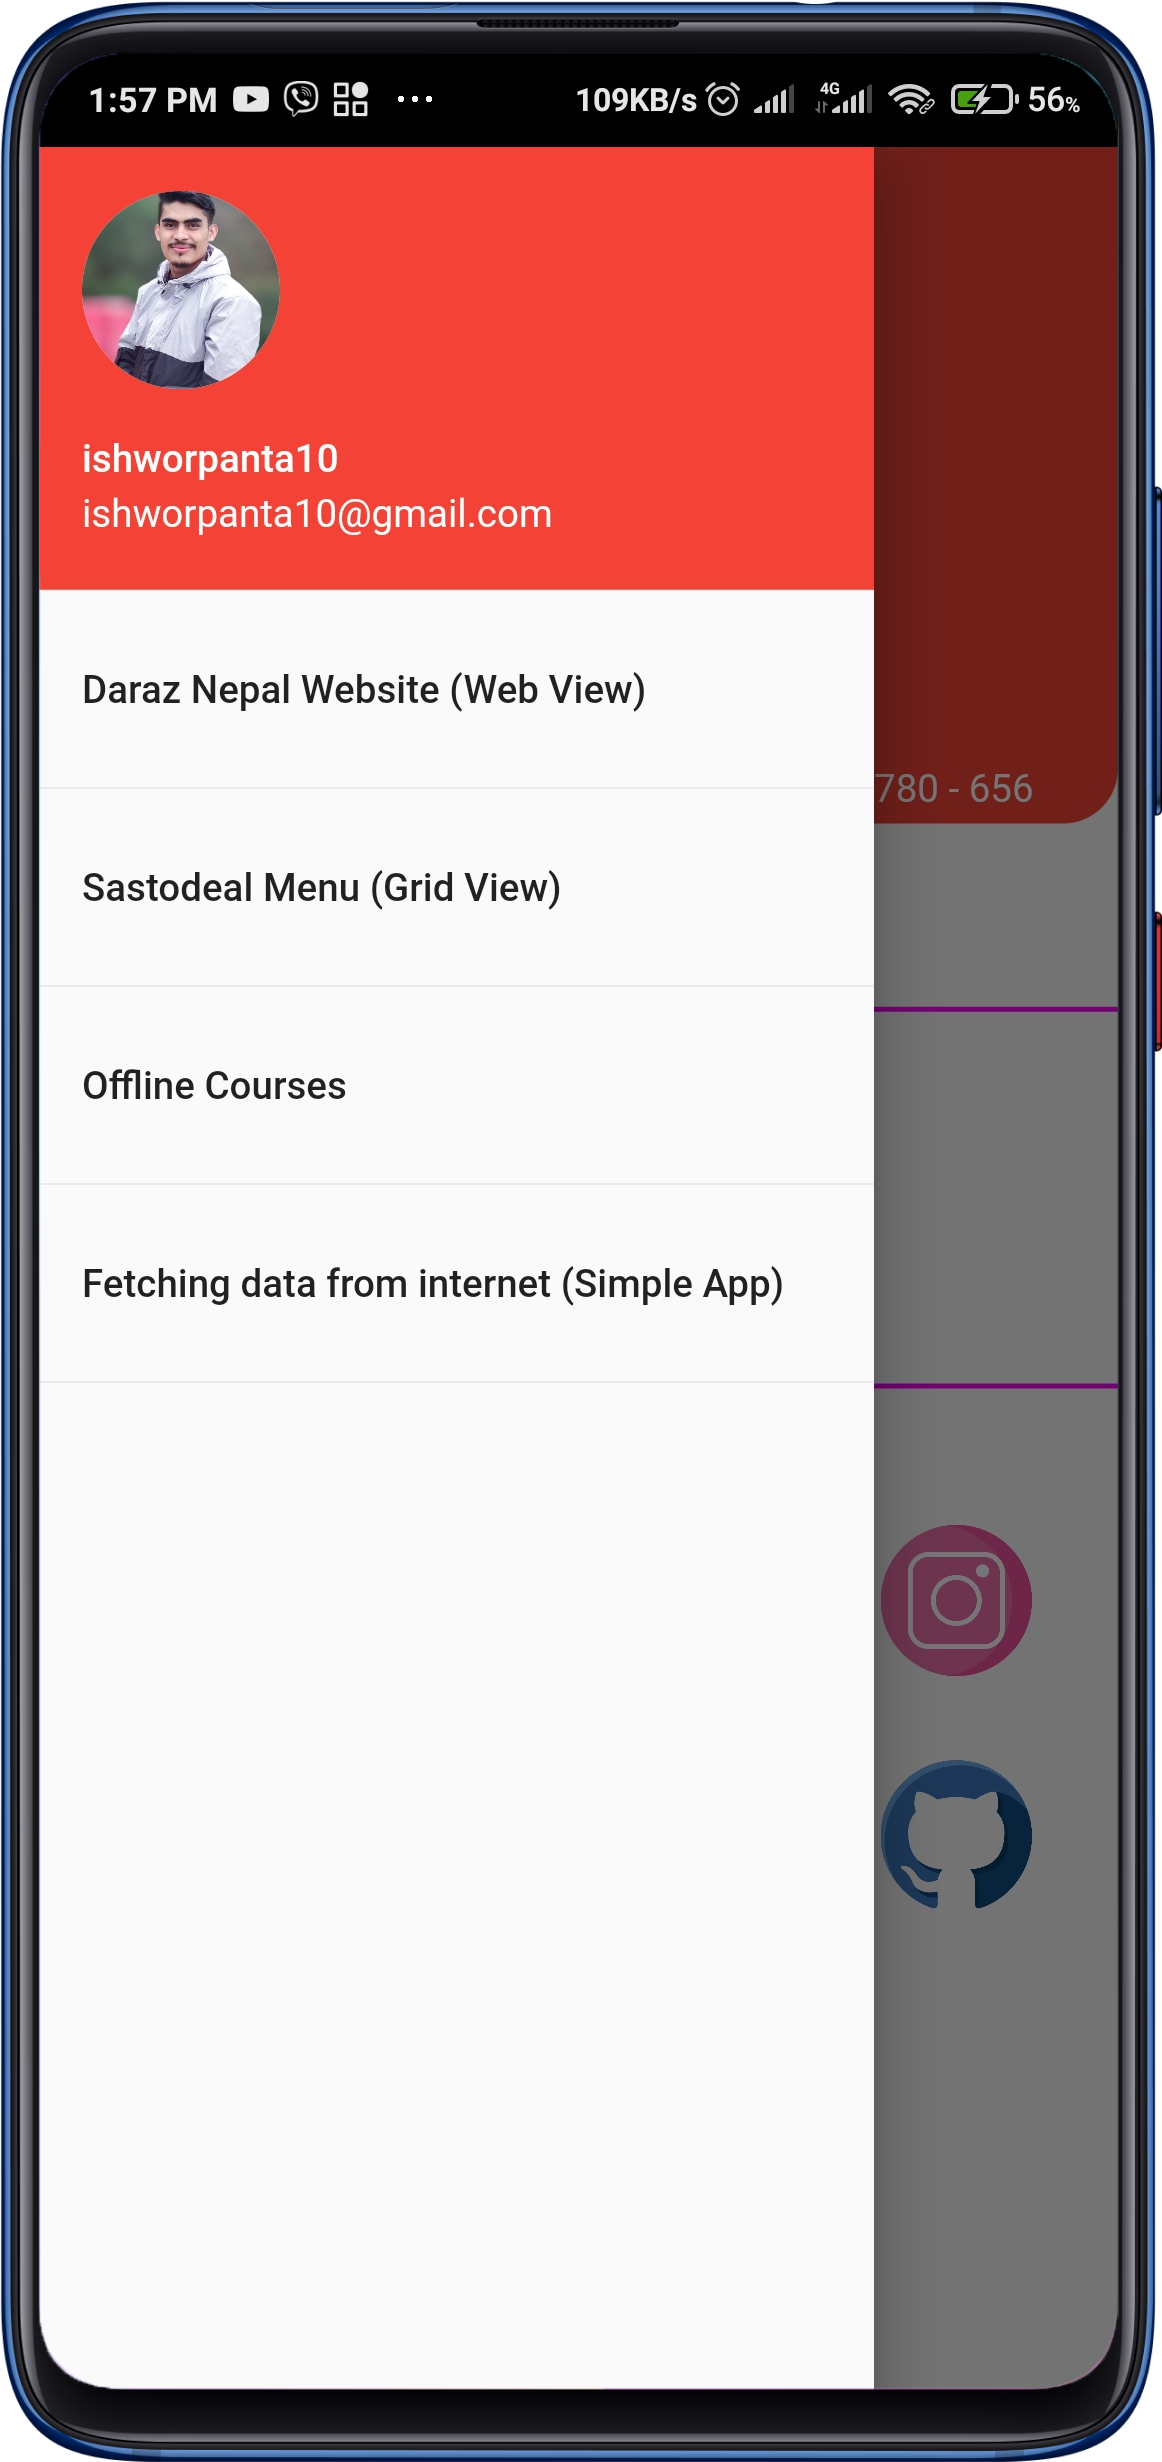 1:57 PM 109KB/s 4G 56%
ishworpanta10
ishworpanta10@gmail.com
Daraz Nepal Website (Web View)
780 - 656
Sastodeal Menu (Grid View)
Offline Courses
Fetching data from internet (Simple App)